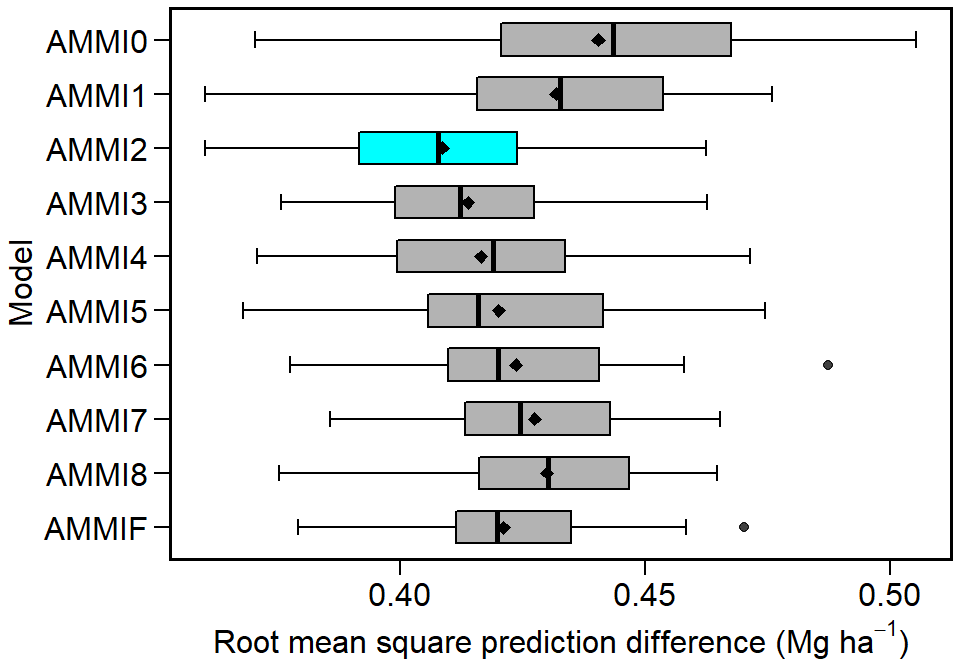 AMMI0
AMMI1
AMMI2
AMMI3
AMMI4
AMMI5
AMMI6
AMMI7
AMMI8
AMMIF
Model
0.40 0.45 0.50
Root mean square prediction difference (Mg ha⁻¹)